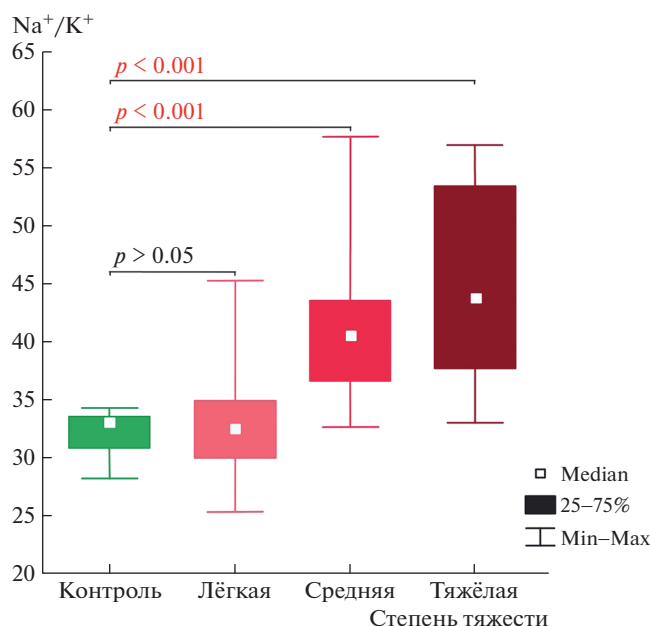 Na⁺/K⁺
65
60
55
50
45
40
35
30
25
20
p < 0.001
p < 0.001
p > 0.05
Median
25–75%
Min–Max
Контроль Лёгкая Средняя Тяжёлая
Степень тяжести